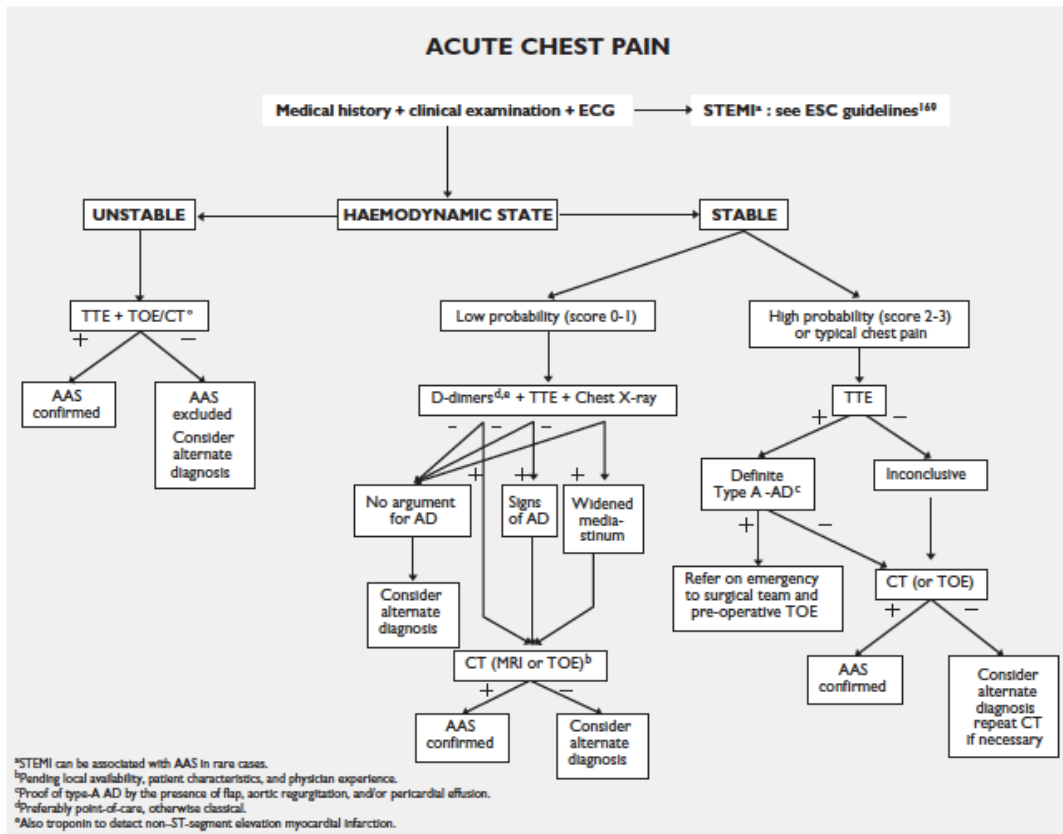 ACUTE CHEST PAIN
Medical history + clinical examination + ECG
STEMIᵃ : see ESC guidelines¹⁶⁹
UNSTABLE
HAEMODYNAMIC STATE
STABLE
TTE + TOE/CT°
+
−
AAS
confirmed
AAS
excluded
Consider
alternate
diagnosis
Low probability (score 0-1)
D-dimersᵈ,ᵉ + TTE + Chest X-ray
-
-
-
+
+
+
No argument
for AD
Signs
of AD
Widened
media-
stinum
Consider
alternate
diagnosis
CT (MRI or TOE)ᵇ
+
−
AAS
confirmed
Consider
alternate
diagnosis
High probability (score 2-3)
or typical chest pain
TTE
+
−
Definite
Type A -ADᶜ
Inconclusive
+
−
Refer on emergency
to surgical team and
pre-operative TOE
CT (or TOE)
+
−
AAS
confirmed
Consider
alternate
diagnosis
repeat CT
if necessary
ᵃSTEMI can be associated with AAS in rare cases.
ᵇPending local availability, patient characteristics, and physician experience.
ᶜProof of type-A AD by the presence of flap, aortic regurgitation, and/or pericardial effusion.
ᵈPreferably point-of-care, otherwise classical.
ᵉAlso troponin to detect non–ST-segment elevation myocardial infarction.